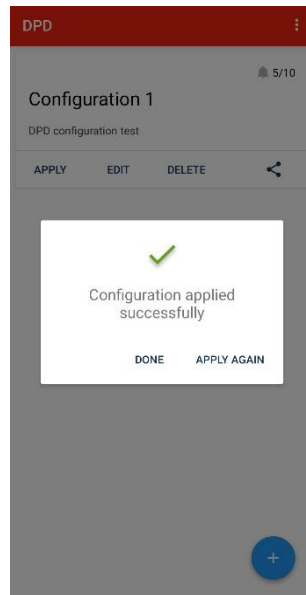 DPD
5/10
Configuration 1
DPD configuration test
APPLY EDIT DELETE
Configuration applied
successfully
DONE APPLY AGAIN